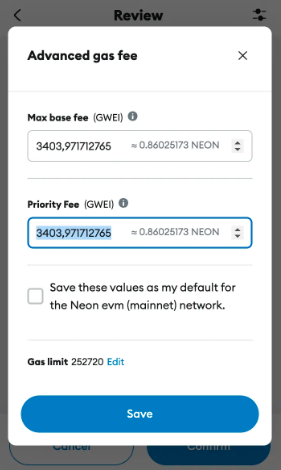 Review
Advanced gas fee
Max base fee (GWEI)
3403,971712765 ≈ 0.86025173 NEON
Priority Fee (GWEI)
3403,971712765 ≈ 0.86025173 NEON
Save these values as my default for
the Neon evm (mainnet) network.
Gas limit 252720 Edit
Save
Cancel Confirm